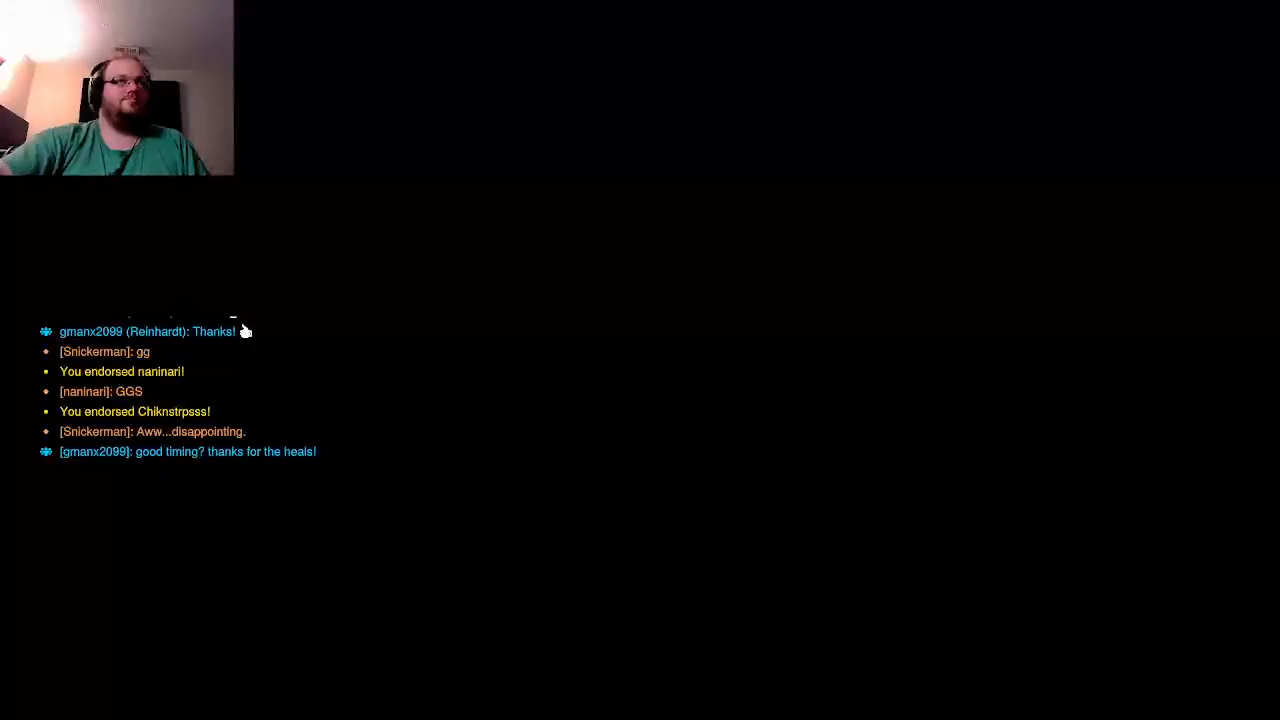 gmanx2099 (Reinhardt): Thanks!
[Snickerman]: gg
You endorsed naninari!
[naninari]: GGS
You endorsed Chiknstrpsss!
[Snickerman]: Aww...disappointing.
[gmanx2099]: good timing? thanks for the heals!